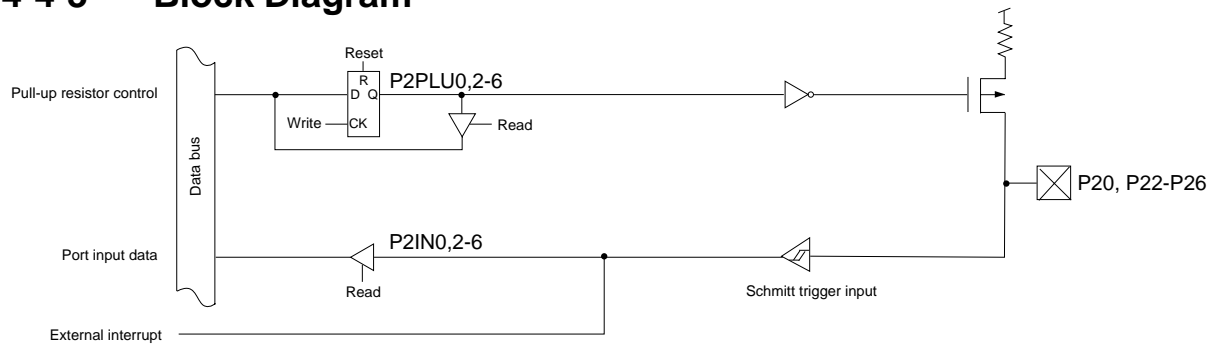 Block Diagram
Reset
Pull-up resistor control
R
P2PLU0,2-6
D Q
Write
CK
Read
Data bus
P20, P22-P26
Port input data
P2IN0,2-6
Read
Schmitt trigger input
External interrupt